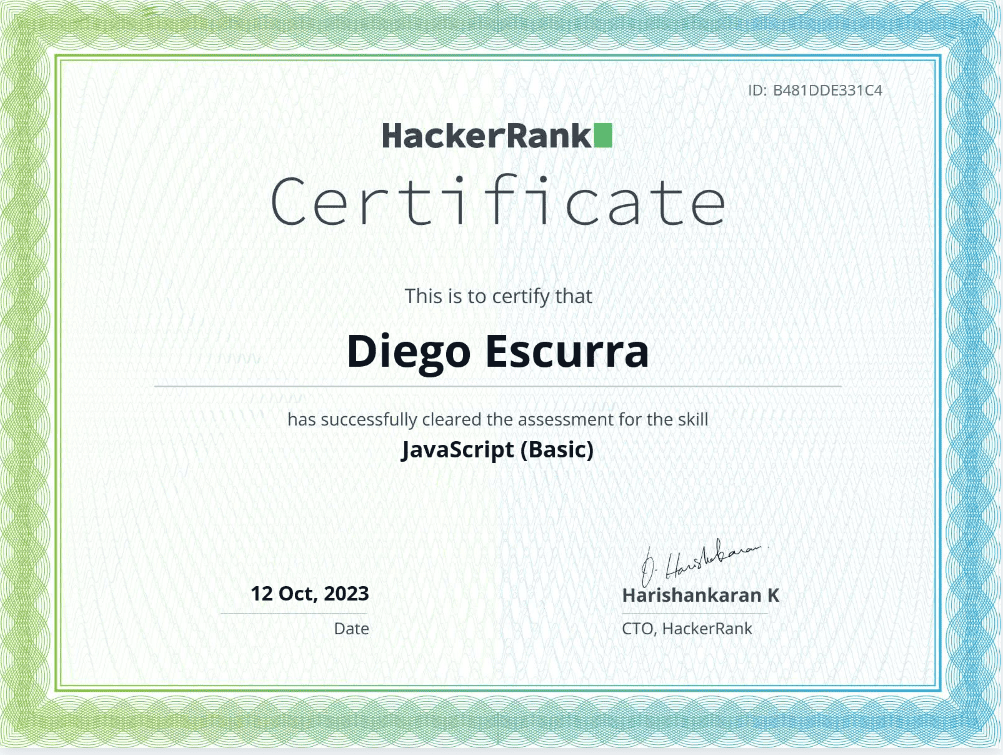 ID: B481DDE331C4
HackerRank
Certificate
This is to certify that
Diego Escurra
has successfully cleared the assessment for the skill
JavaScript (Basic)
12 Oct, 2023
Date
Harishankaran K
CTO, HackerRank